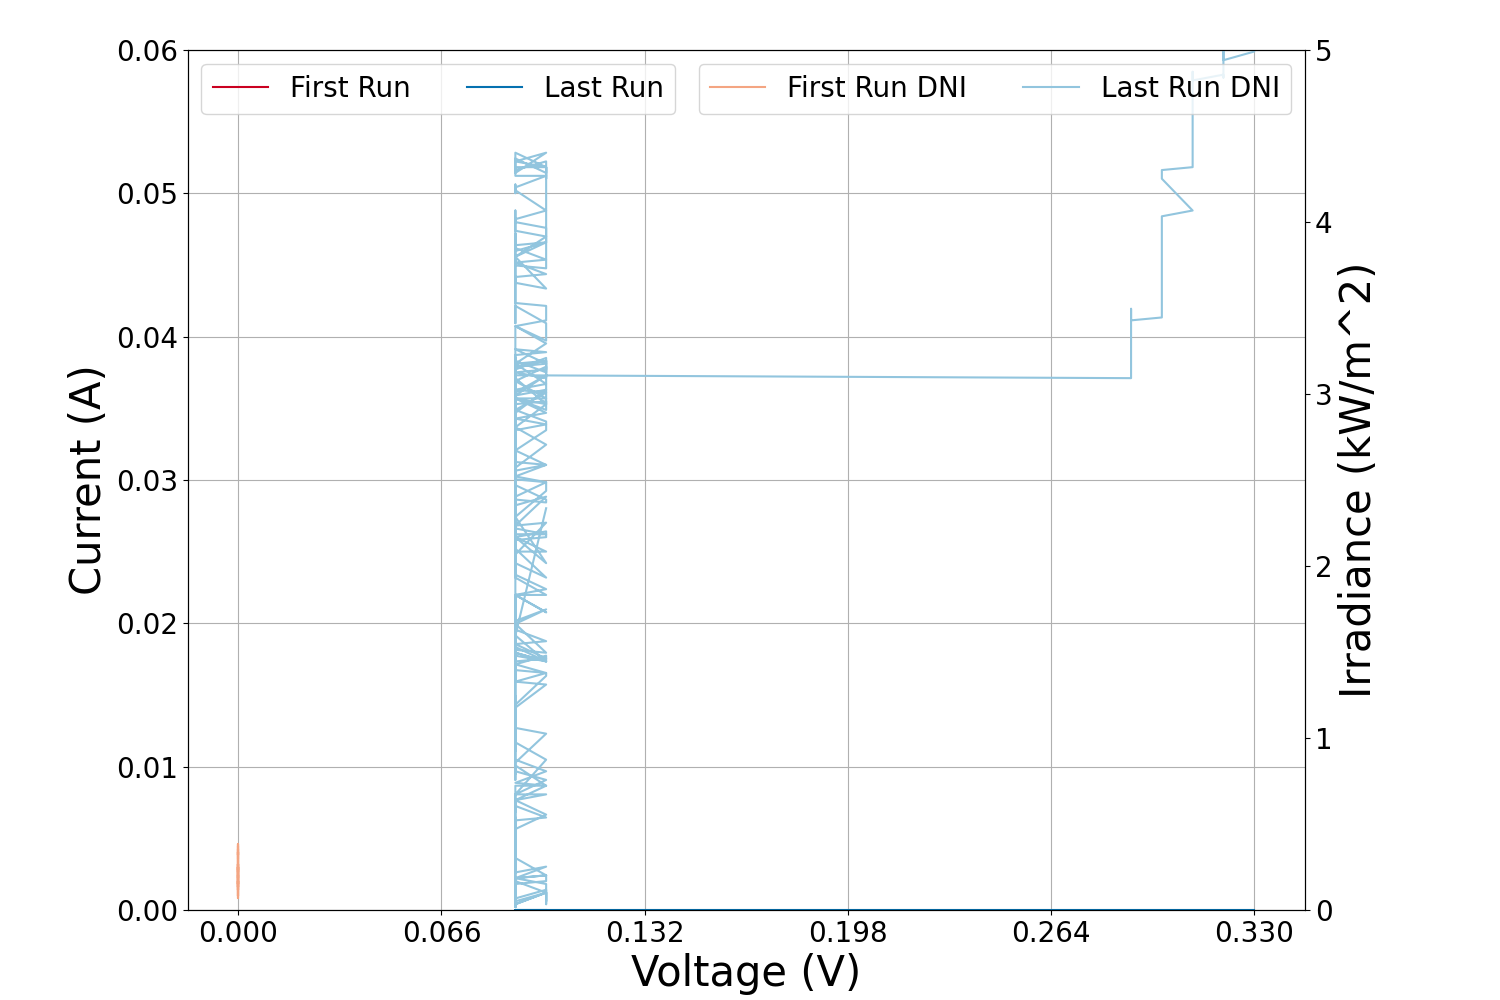 0.06
5
First Run
Last Run
First Run DNI
Last Run DNI
0.05
4
0.04
3
0.03
2
0.02
1
0.01
0.00
0
Current (A)
Irradiance (kW/m^2)
0.000 0.066 0.132 0.198 0.264 0.330
Voltage (V)